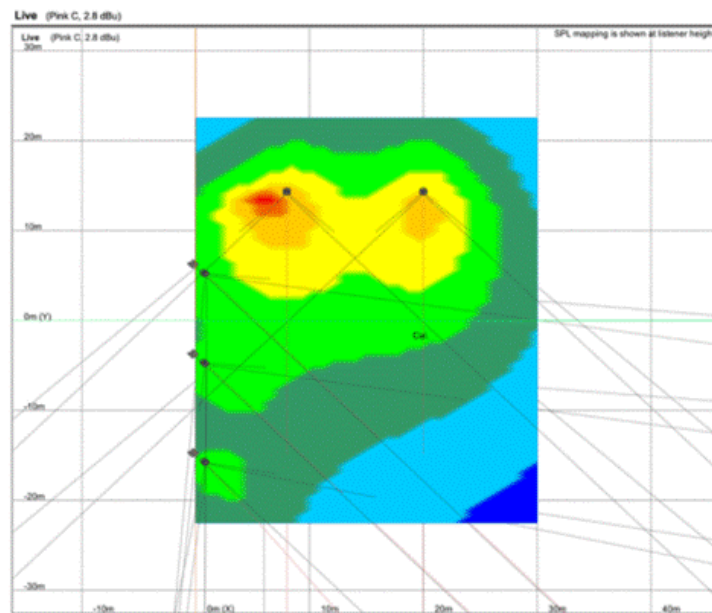 Live (Pink C, 2.8 dBu)
Live (Pink C, 2.8 dBu) SPL mapping is shown at listener heigh
30m
20m
10m
0m (Y)
-10m
-20m
-30m
-10m 0m (X) 10m 20m 30m 40m